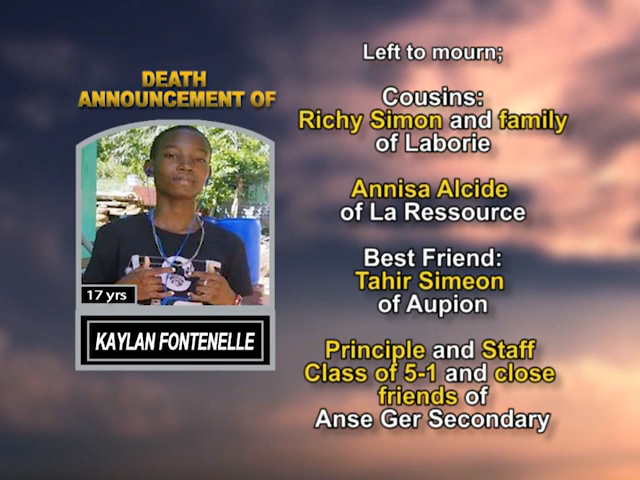 DEATH
ANNOUNCEMENT OF
17 yrs
KAYLAN FONTENELLE
Left to mourn;
Cousins:
Richy Simon and family
of Laborie
Annisa Alcide
of La Ressource
Best Friend:
Tahir Simeon
of Aupion
Principle and Staff
Class of 5-1 and close
friends of
Anse Ger Secondary